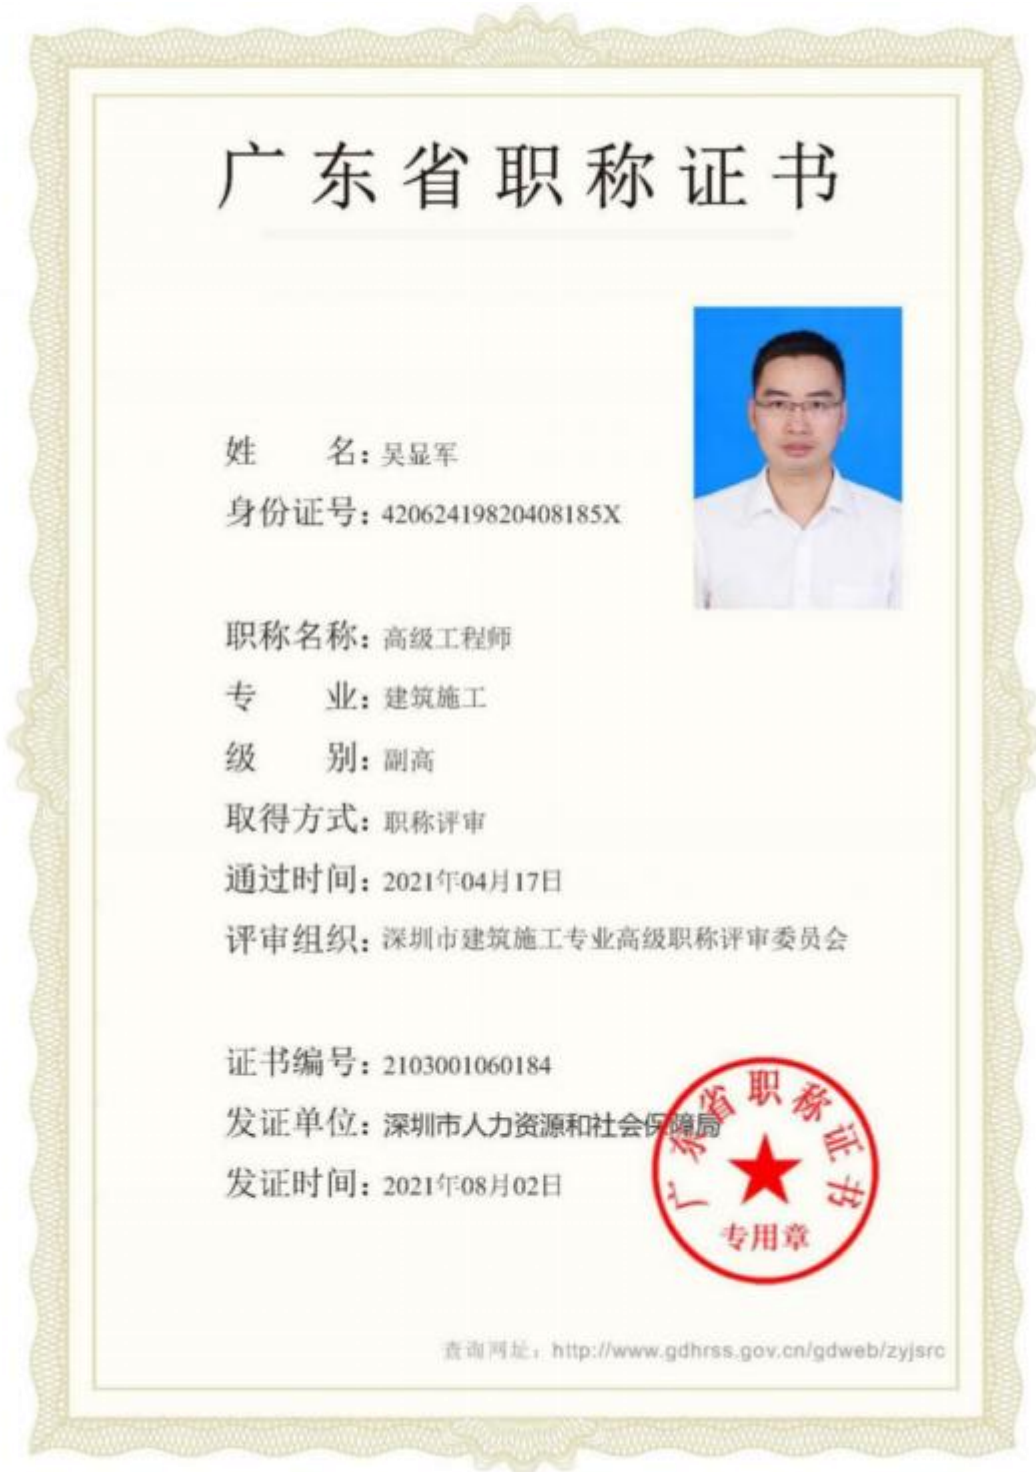 广东省职称证书
姓　　名：吴显军
身份证号：42062419820408185X
职称名称：高级工程师
专　　业：建筑施工
级　　别：副高
取得方式：职称评审
通过时间：2021年04月17日
评审组织：深圳市建筑施工专业高级职称评审委员会
证书编号：2103001060184
发证单位：深圳市人力资源和社会保障局
发证时间：2021年08月02日
广东省职称证书
专用章
查询网址：http://www.gdhrss.gov.cn/gdweb/zyjsrc